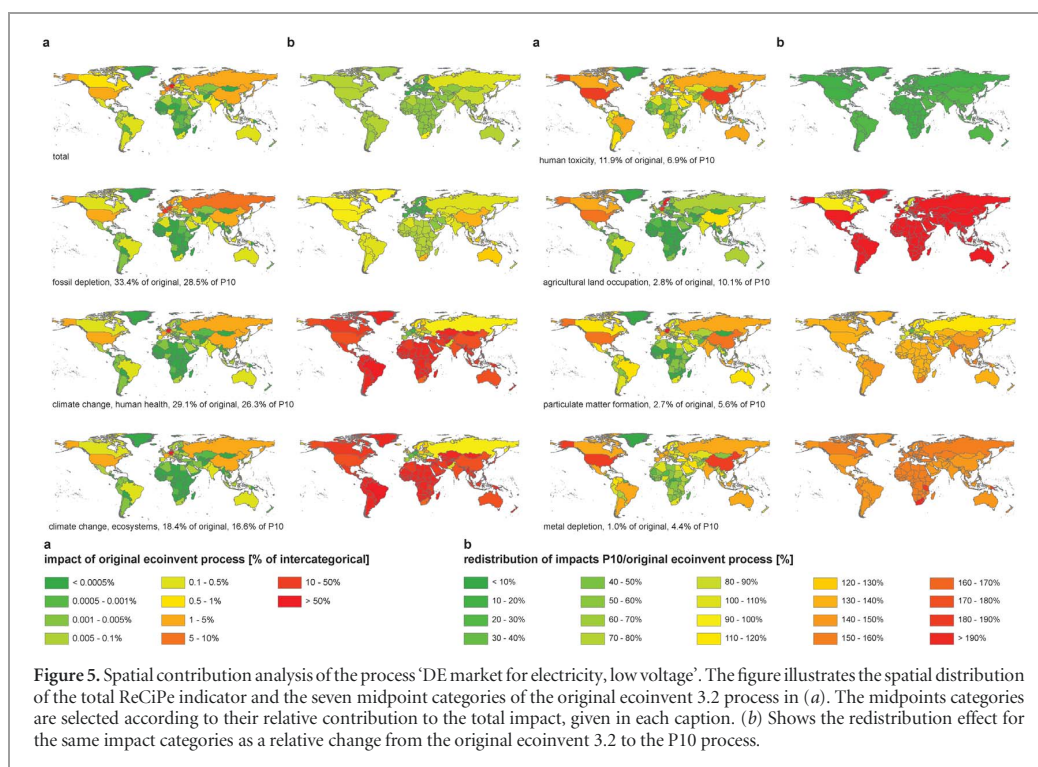 a
b
a
b
total
human toxicity, 11.9% of original, 6.9% of P10
fossil depletion, 33.4% of original, 28.5% of P10
agricultural land occupation, 2.8% of original, 10.1% of P10
climate change, human health, 29.1% of original, 26.3% of P10
particulate matter formation, 2.7% of original, 5.6% of P10
climate change, ecosystems, 18.4% of original, 16.6% of P10
metal depletion, 1.0% of original, 4.4% of P10
a
impact of original ecoinvent process [% of intercategorical]
< 0.0005%
0.0005 - 0.001%
0.001 - 0.005%
0.005 - 0.1%
0.1 - 0.5%
0.5 - 1%
1 - 5%
5 - 10%
10 - 50%
> 50%
b
redistribution of impacts P10/original ecoinvent process [%]
< 10%
10 - 20%
20 - 30%
30 - 40%
40 - 50%
50 - 60%
60 - 70%
70 - 80%
80 - 90%
100 - 110%
90 - 100%
110 - 120%
120 - 130%
130 - 140%
140 - 150%
150 - 160%
160 - 170%
170 - 180%
180 - 190%
> 190%
Figure 5. Spatial contribution analysis of the process ‘DE market for electricity, low voltage’. The figure illustrates the spatial distribution
of the total ReCiPe indicator and the seven midpoint categories of the original ecoinvent 3.2 process in (a). The midpoints categories
are selected according to their relative contribution to the total impact, given in each caption. (b) Shows the redistribution effect for
the same impact categories as a relative change from the original ecoinvent 3.2 to the P10 process.